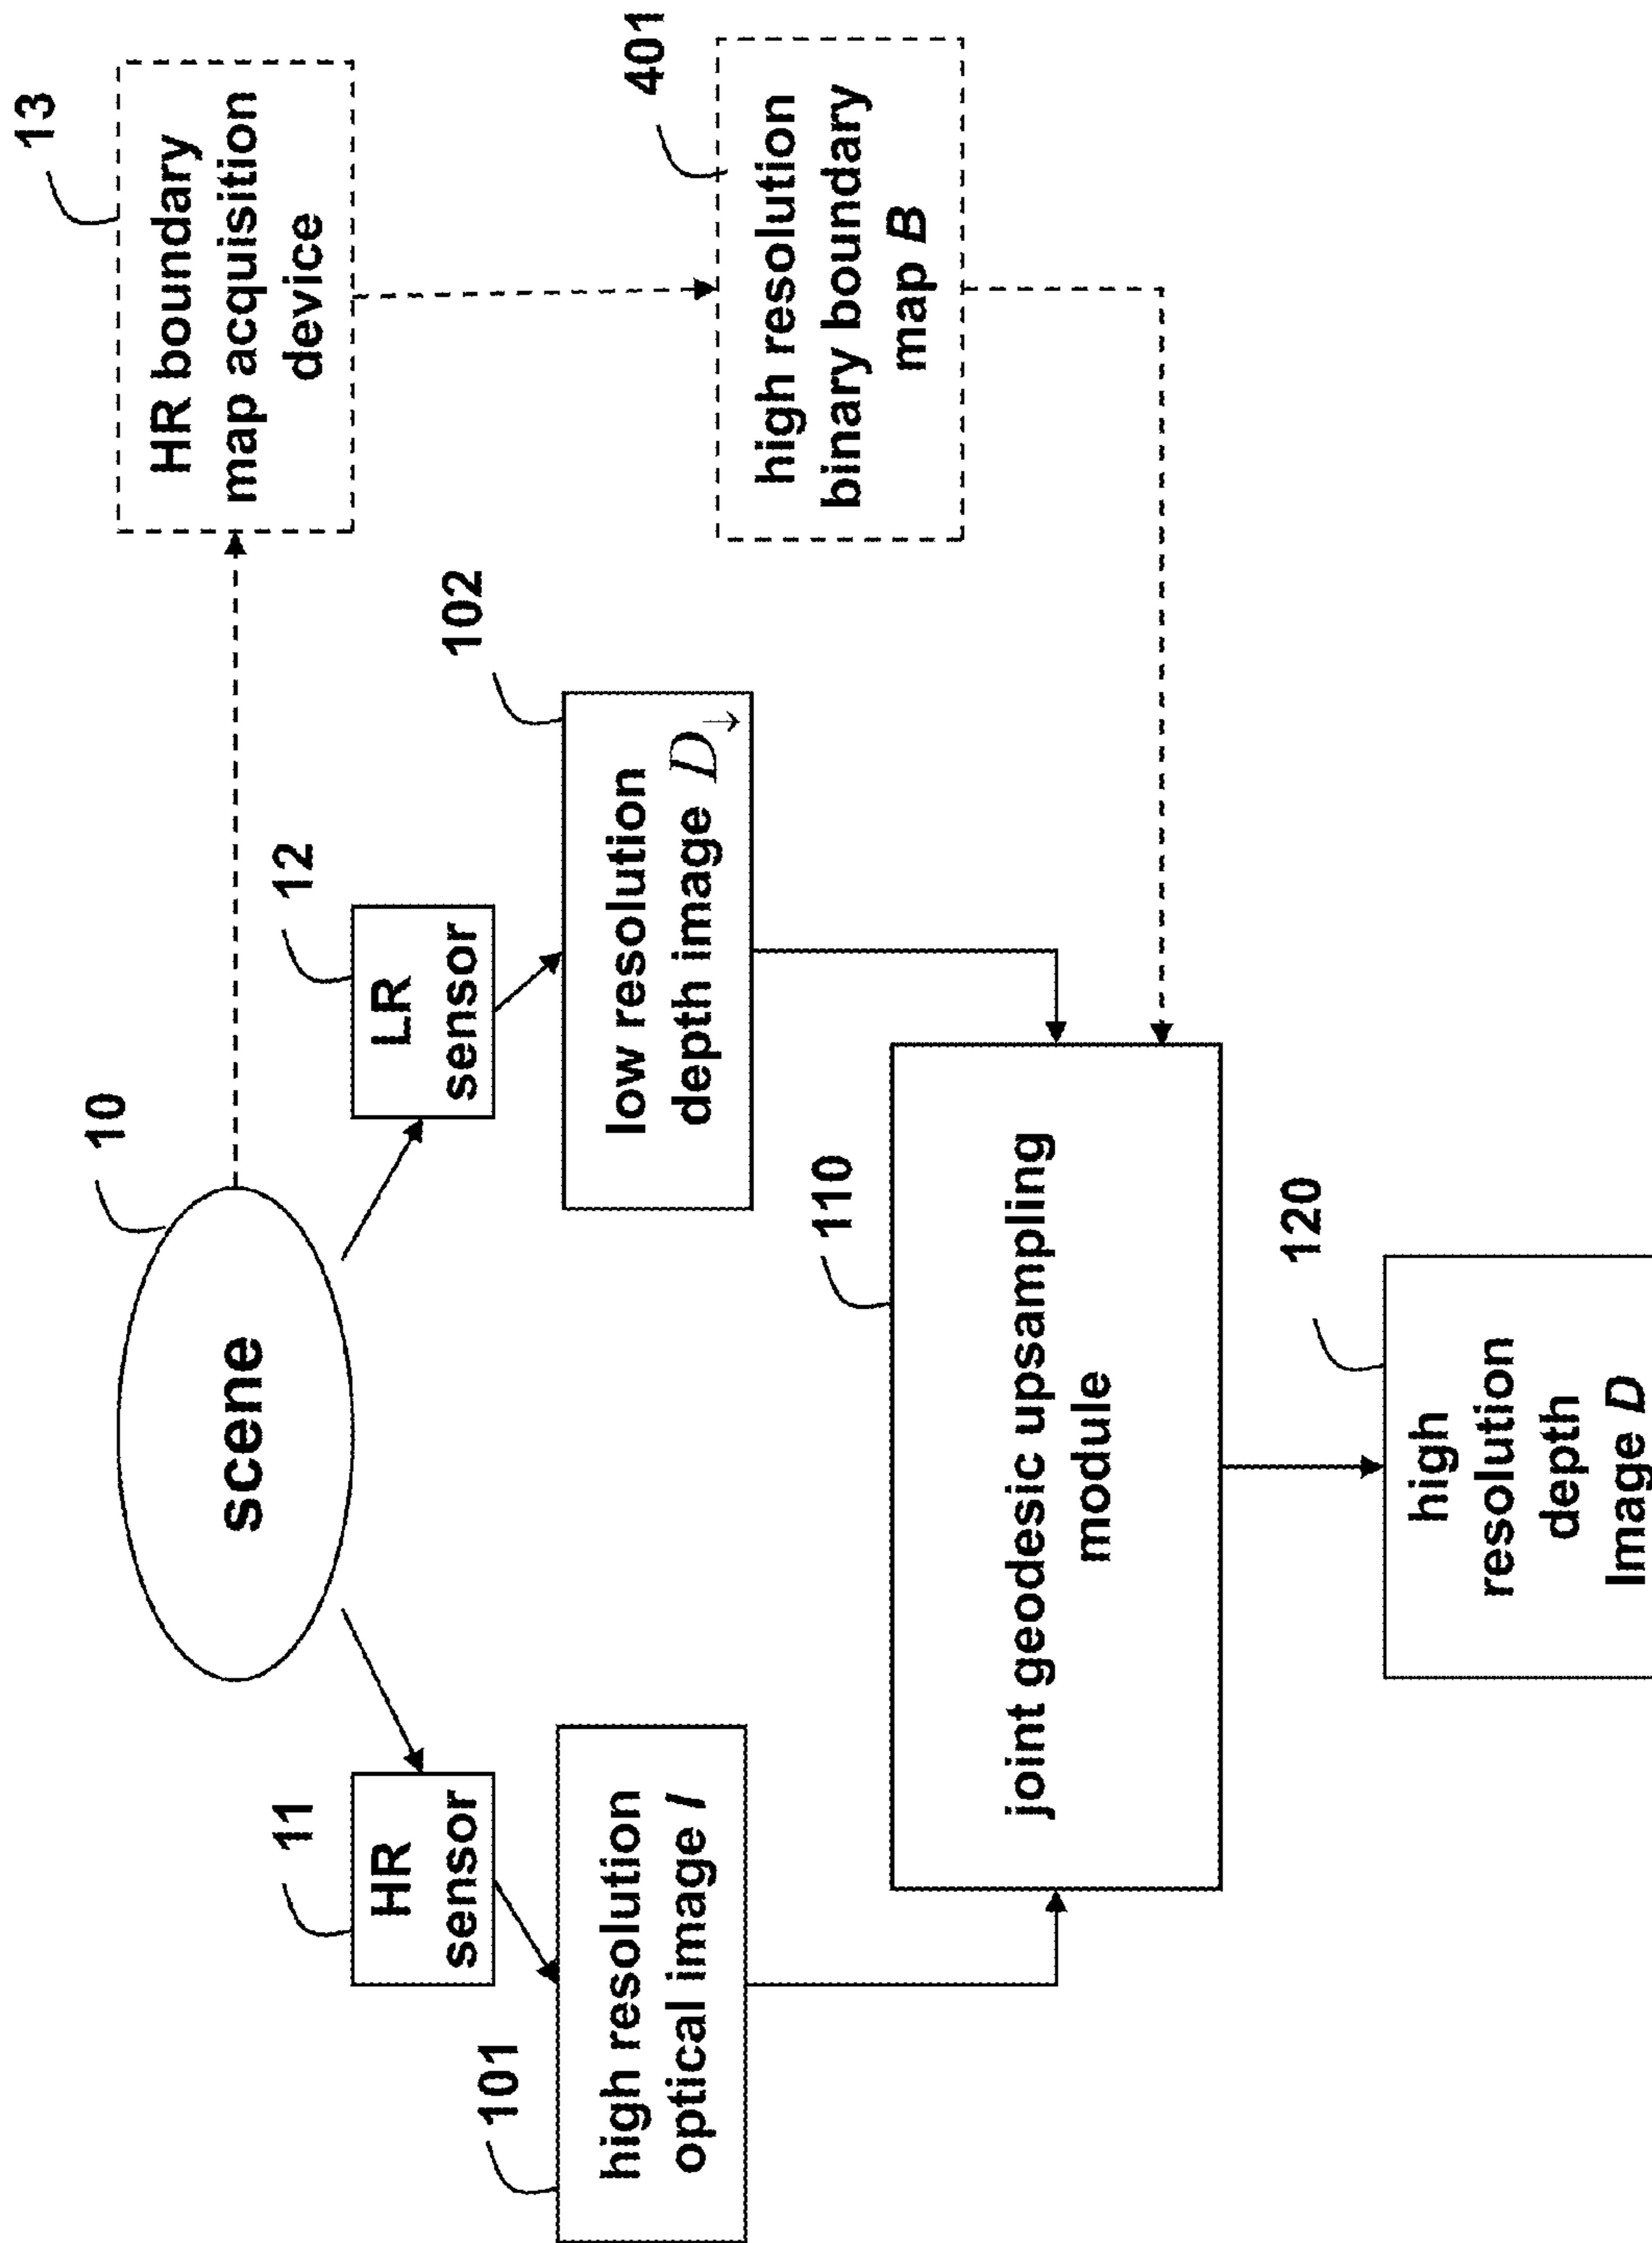 10
scene
13
HR boundary
map acquisition
device
11
HR
sensor
12
LR
sensor
101
high resolution
optical image I
102
low resolution
depth image D↓
401
high resolution
binary boundary
map B
110
joint geodesic upsampling
module
120
high
resolution
depth
Image D